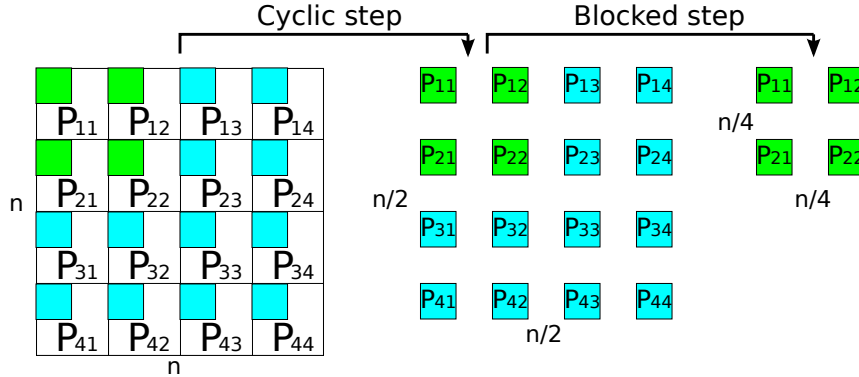 Cyclic step Blocked step
P11 P12 P13 P14 P11 P12 P13 P14 P11 P12
n/4
P21 P22 P23 P24 P21 P22 P23 P24 P21 P22
n n/2 n/4
P31 P32 P33 P34 P31 P32 P33 P34
P41 P42 P43 P44 P41 P42 P43 P44
n n/2